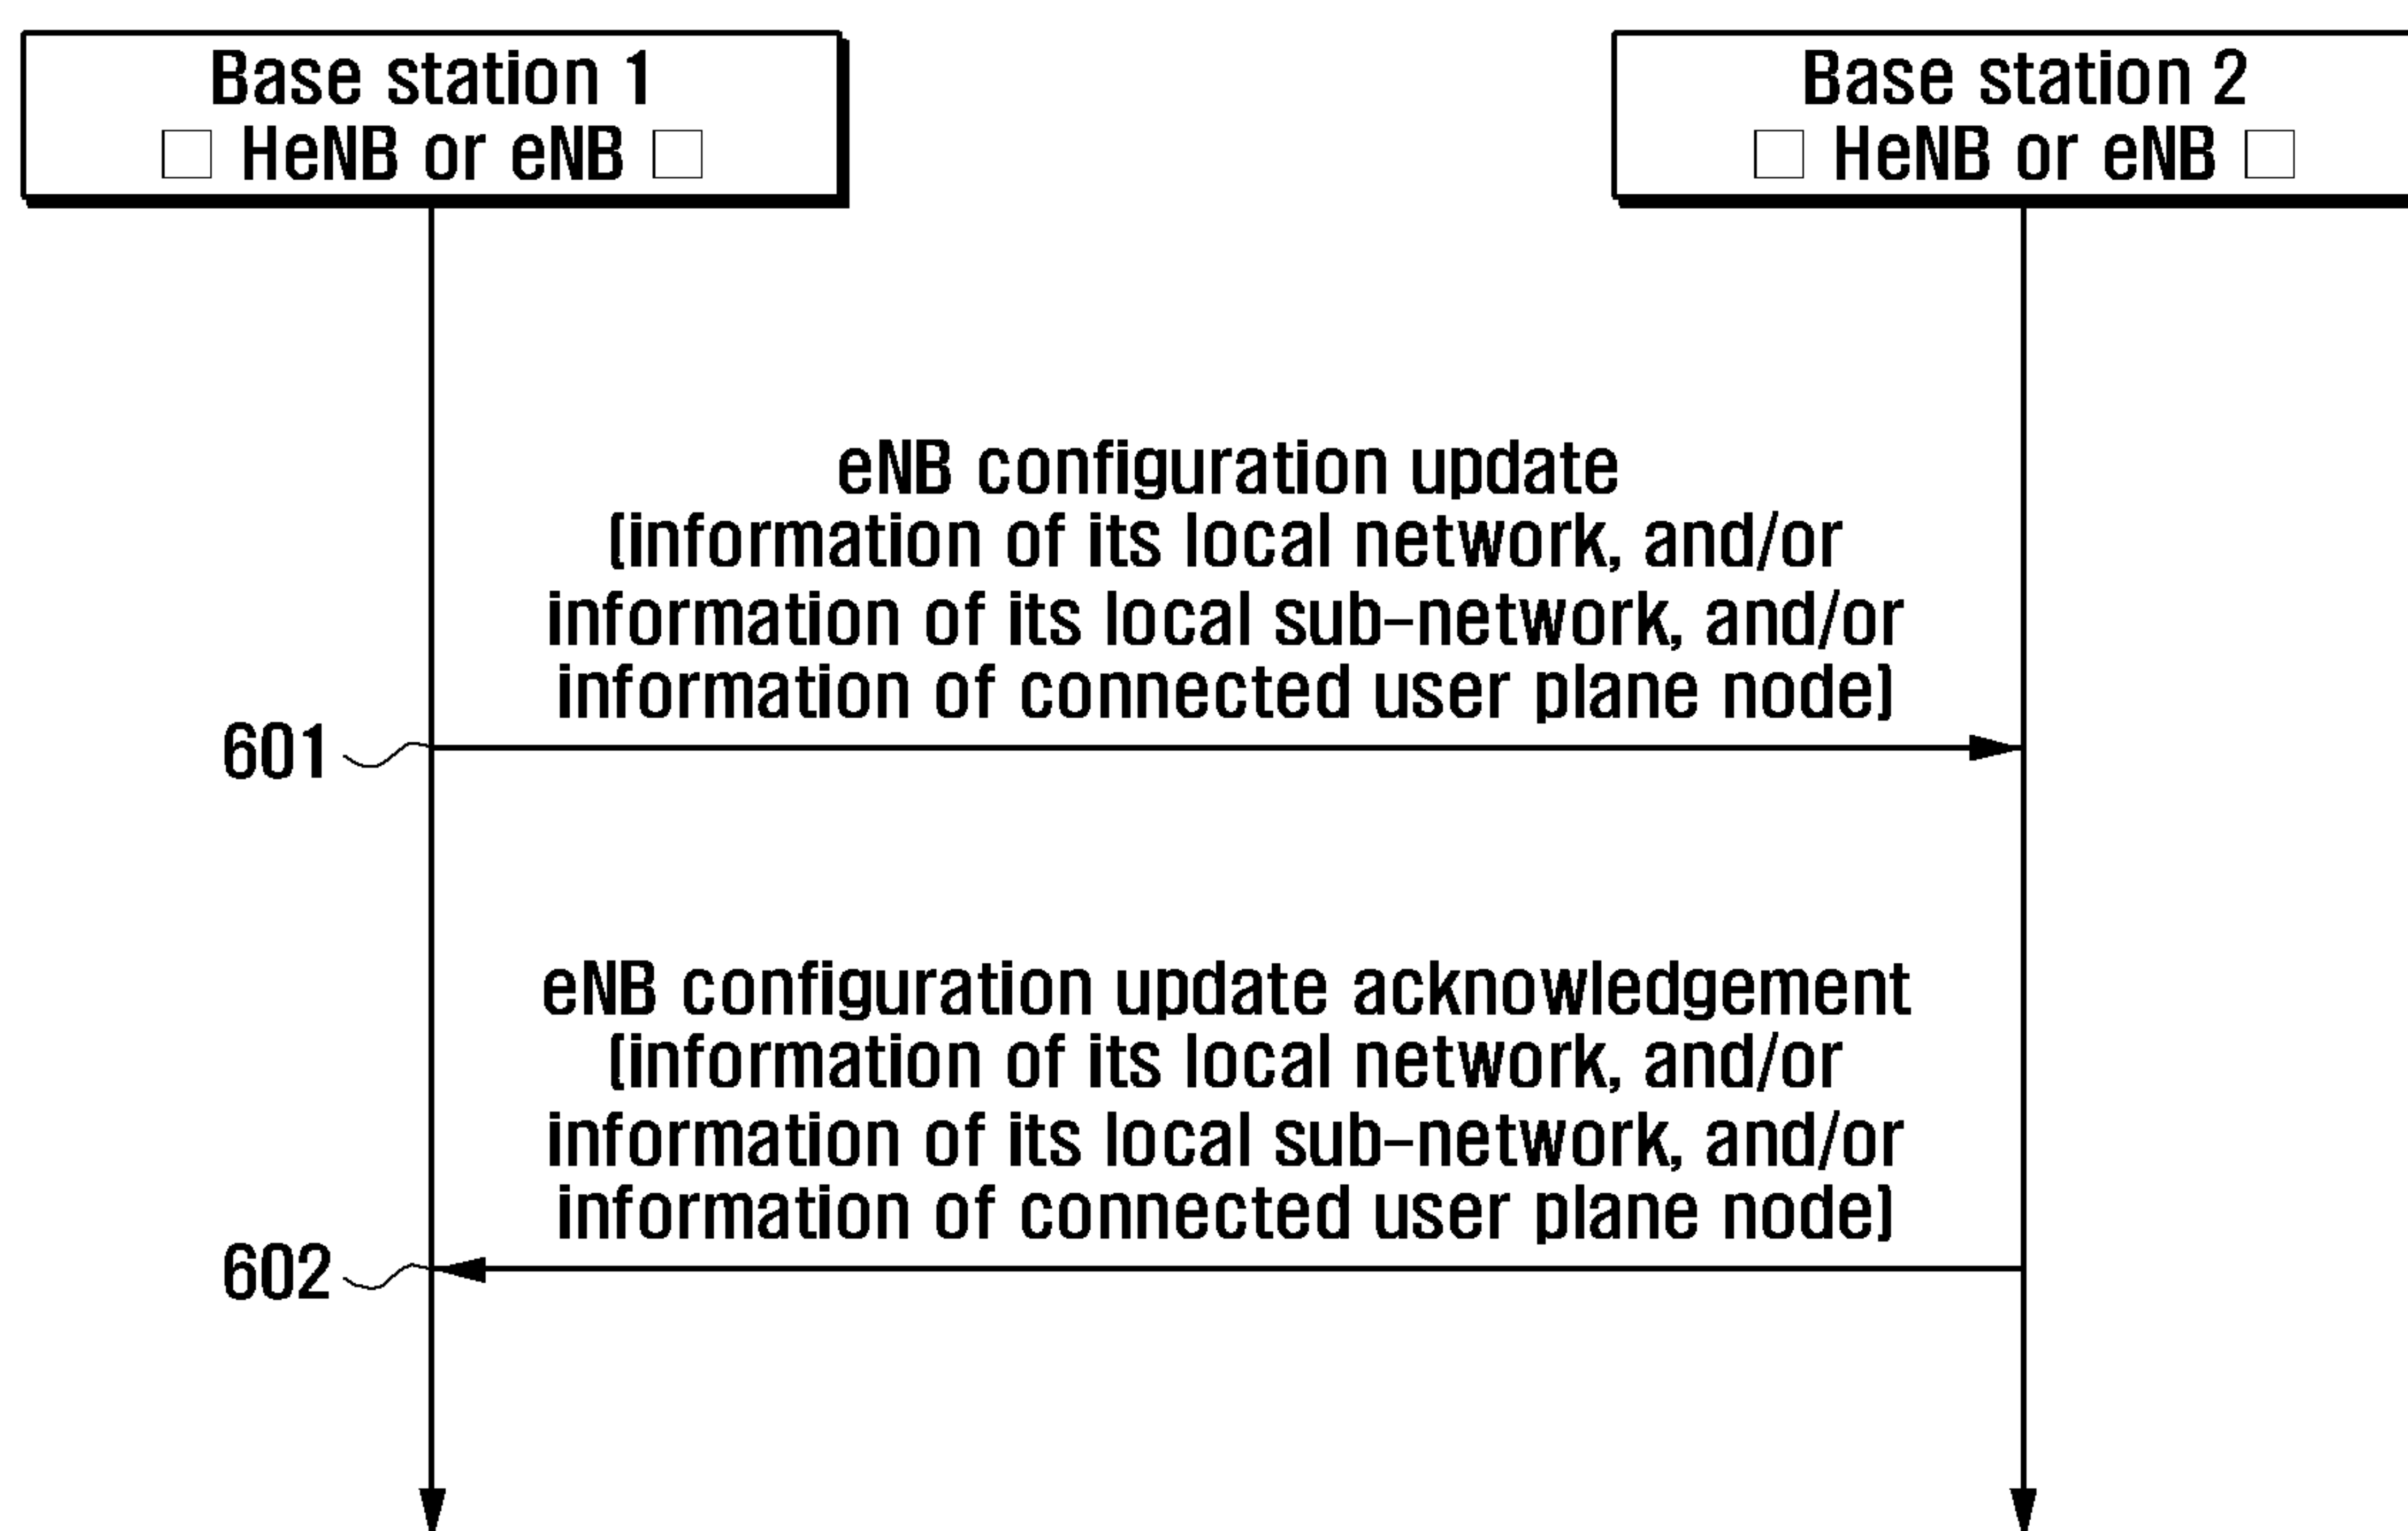 Base station 1
□ HeNB or eNB □
Base station 2
□ HeNB or eNB □
eNB configuration update
(information of its local network, and/or
information of its local sub-network, and/or
information of connected user plane node)
601
eNB configuration update acknowledgement
(information of its local network, and/or
information of its local sub-network, and/or
information of connected user plane node)
602